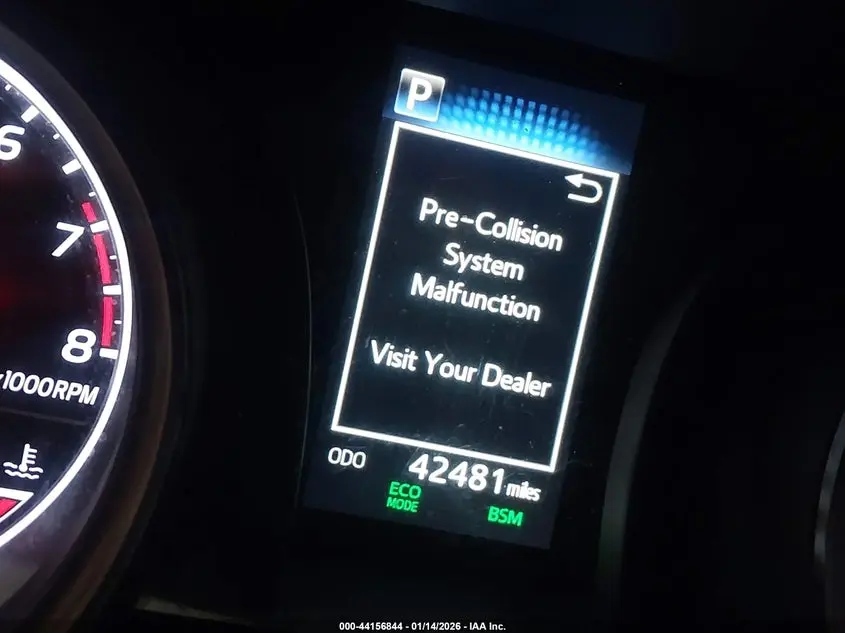 6
7
8
x1000RPM
P
Pre-Collision
System
Malfunction
Visit Your Dealer
ODO 42481 miles
ECO
MODE
BSM
000-44156844 - 01/14/2026 - IAA Inc.